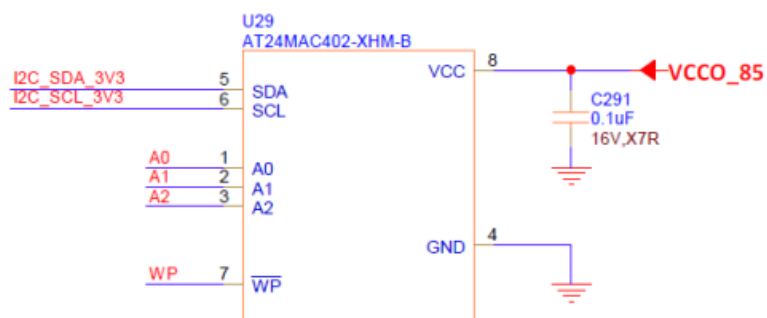 U29
AT24MAC402-XHM-B
I2C_SDA_3V3 5 SDA
I2C_SCL_3V3 6 SCL
VCC 8 VCCO_85
C291
0.1uF
16V,X7R
A0 1 A0
A1 2 A1
A2 3 A2
GND 4
WP 7 WP